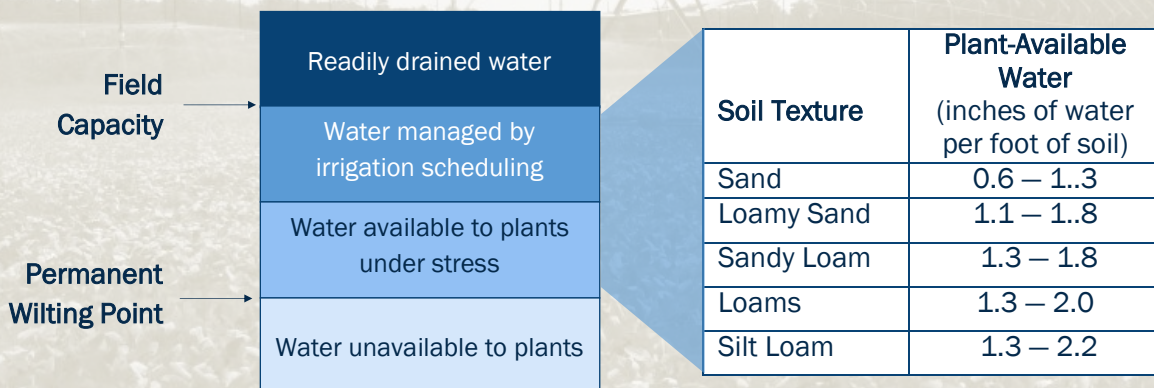 Field
Capacity
Permanent
Wilting Point
Readily drained water
Water managed by
irrigation scheduling
Water available to plants
under stress
Water unavailable to plants
Soil Texture
Plant-Available
Water
(inches of water
per foot of soil)
Sand 0.6 — 1..3
Loamy Sand 1.1 — 1..8
Sandy Loam 1.3 — 1.8
Loams 1.3 — 2.0
Silt Loam 1.3 — 2.2